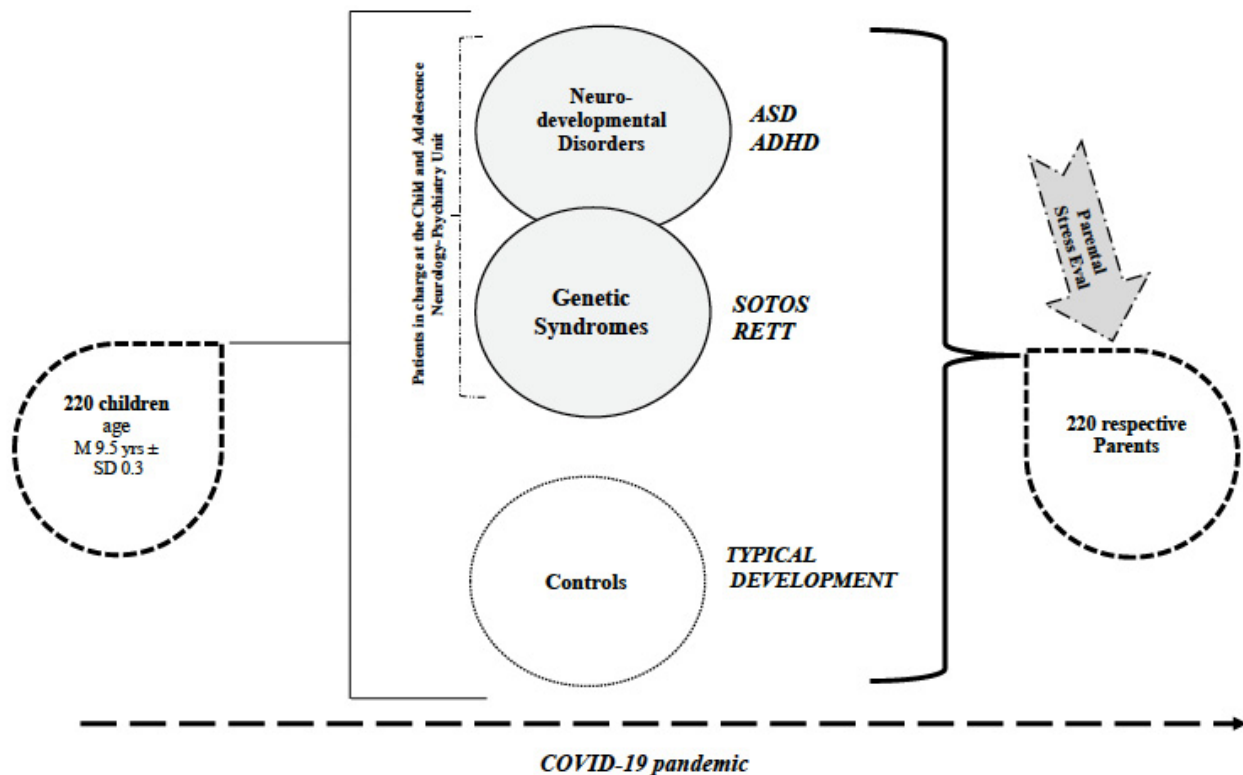 220 children
age
M 9.5 yrs ±
SD 0.3
Patients in charge at the Child and Adolescence
Neurology-Psychiatry Unit
Neuro-
developmental
Disorders
ASD
ADHD
Genetic
Syndromes
SOTOS
RETT
Controls
TYPICAL
DEVELOPMENT
Parental
Stress Eval
220 respective
Parents
COVID-19 pandemic